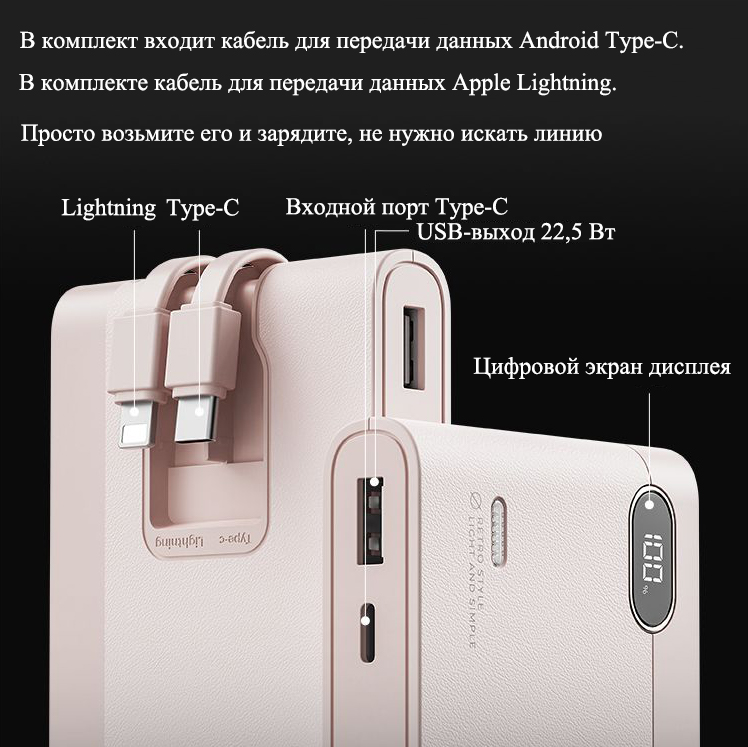 В комплект входит кабель для передачи данных Android Type-C.
В комплекте кабель для передачи данных Apple Lightning.
Просто возьмите его и зарядите, не нужно искать линию
Lightning Type-C
Входной порт Type-C
USB-выход 22,5 Вт
Цифровой экран дисплея
Type-c Lightning
RETRO STYLE
LIGHT AND SIMPLE
100%